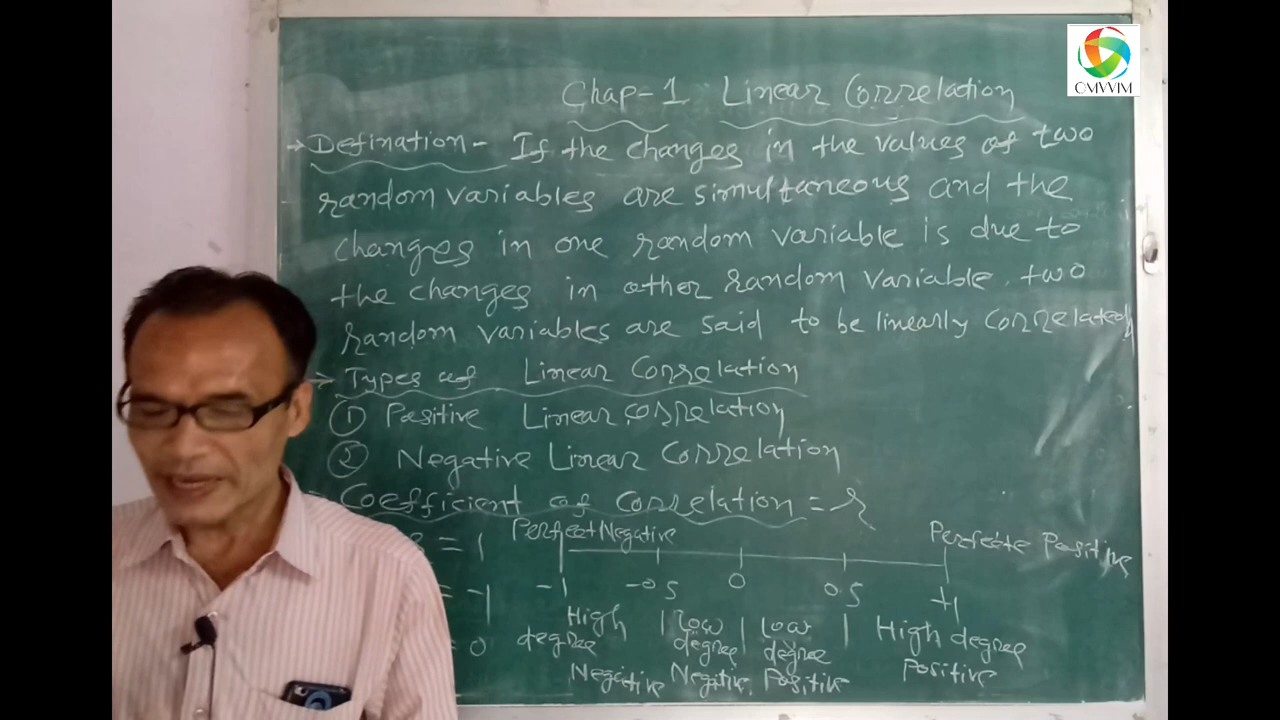 CMVVIM
Chap-1 Linear Correlation
→ Defination - If the changes in the values of two
random variables are simultaneous and the
changes in one random variable is due to
the changes in other random variable. two
random variables are said to be linearly correlated
→ Types of Linear Correlation
① Positive Linear correlation
② Negative Linear Correlation
Coefficient of correlation = r
= 1 Perfect Negative Perfecte Positive
-1 -0.5 0 0.5 +1
= -1
High | Low | Low | High degree
= 0 degree degree degree Positive
Negative Negative Positive